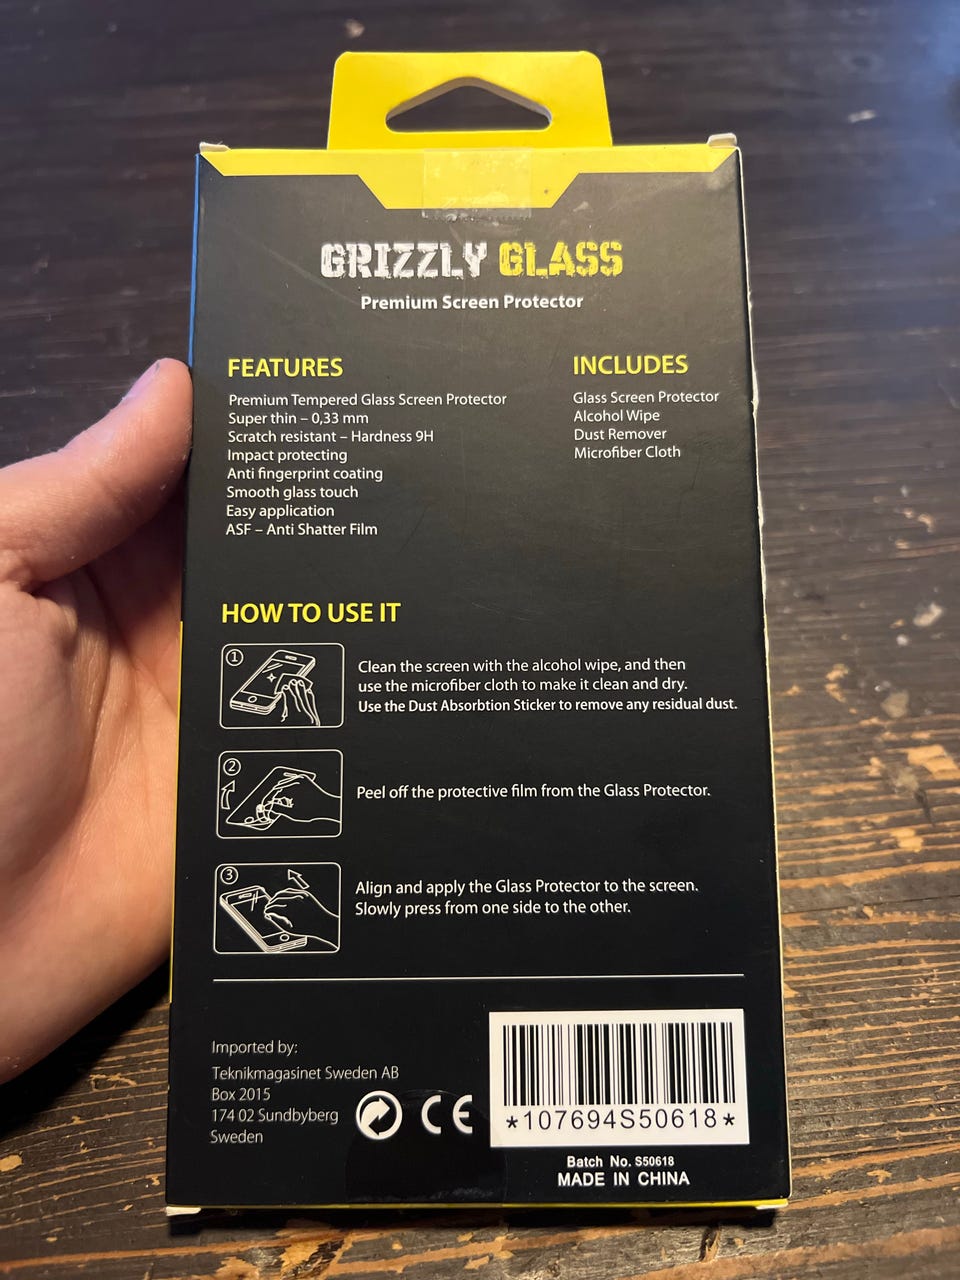 GRIZZLY GLASS
Premium Screen Protector
FEATURES
Premium Tempered Glass Screen Protector
Super thin – 0,33 mm
Scratch resistant – Hardness 9H
Impact protecting
Anti fingerprint coating
Smooth glass touch
Easy application
ASF – Anti Shatter Film
INCLUDES
Glass Screen Protector
Alcohol Wipe
Dust Remover
Microfiber Cloth
HOW TO USE IT
1
Clean the screen with the alcohol wipe, and then
use the microfiber cloth to make it clean and dry.
Use the Dust Absorbtion Sticker to remove any residual dust.
2
Peel off the protective film from the Glass Protector.
3
Align and apply the Glass Protector to the screen.
Slowly press from one side to the other.
Imported by:
Teknikmagasinet Sweden AB
Box 2015
174 02 Sundbyberg
Sweden
CE
*107694S50618*
Batch No. S50618
MADE IN CHINA